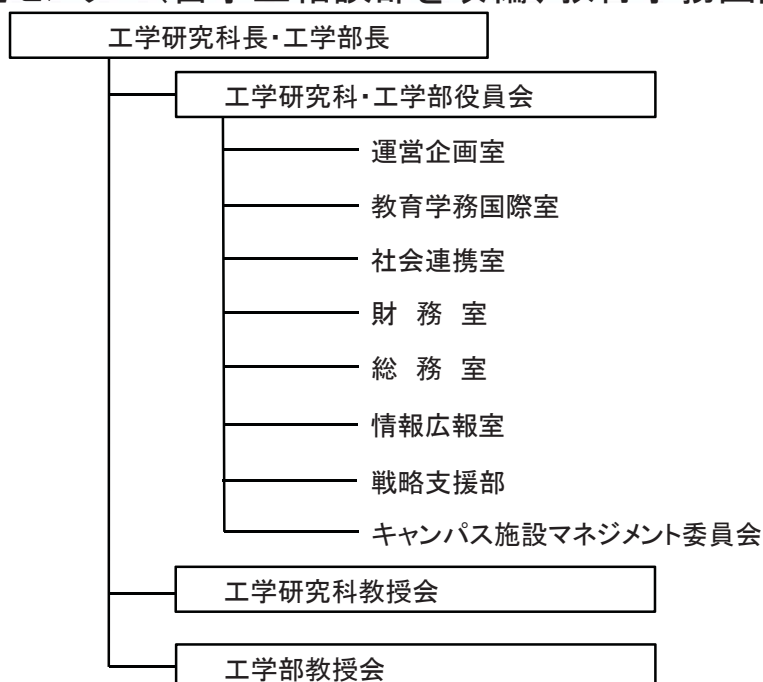 工学研究科長・工学部長
工学研究科・工学部役員会
運営企画室
教育学務国際室
社会連携室
財 務 室
総 務 室
情報広報室
戦略支援部
キャンパス施設マネジメント委員会
工学研究科教授会
工学部教授会